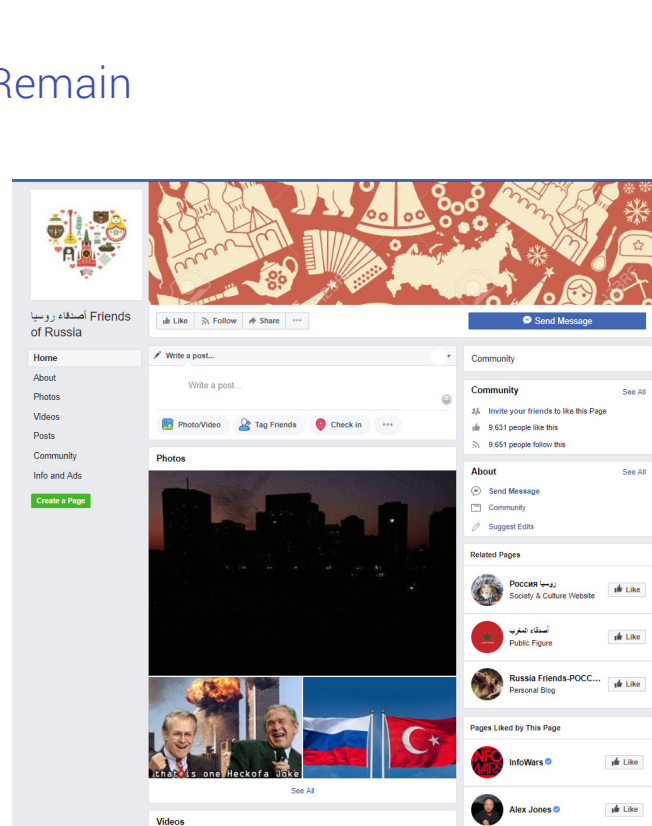 Remain
أصدقاء روسيا Friends
of Russia
Like
Follow
Share
Send Message
Home
About
Photos
Videos
Posts
Community
Info and Ads
Create a Page
Write a post...
Write a post...
Photo/Video
Tag Friends
Check in
Photos
that is one Heckofa Joke
See All
Videos
Community
Community
See All
Invite your friends to like this Page
9,631 people like this
9,651 people follow this
About
See All
Send Message
Community
Suggest Edits
Related Pages
Россия روسيا
Society & Culture Website
Like
أصدقاء المغرب
Public Figure
Like
Russia Friends-РОСС...
Personal Blog
Like
Pages Liked by This Page
INFO
WARS
InfoWars
Like
Alex Jones
Like